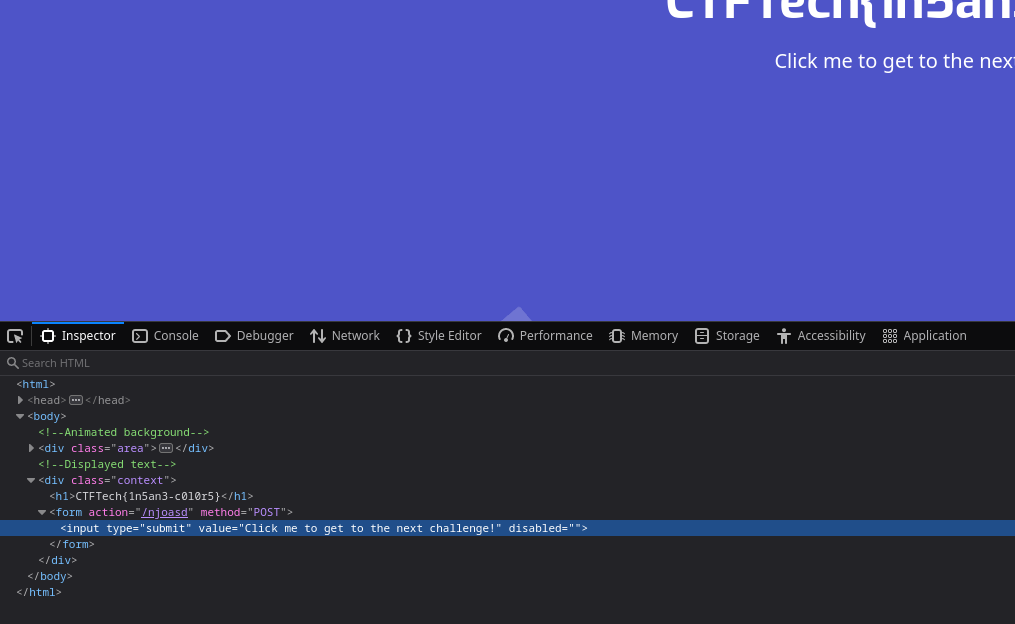 CTFTech{1n5an
Click me to get to the next
Inspector Console Debugger Network Style Editor Performance Memory Storage Accessibility Application
Search HTML
<html>
<head></head>
<body>
<!--Animated background-->
<div class="area"></div>
<!--Displayed text-->
<div class="context">
<h1>CTFTech{1n5an3-c0l0r5}</h1>
<form action="/njoasd" method="POST">
<input type="submit" value="Click me to get to the next challenge!" disabled="">
</form>
</div>
</body>
</html>